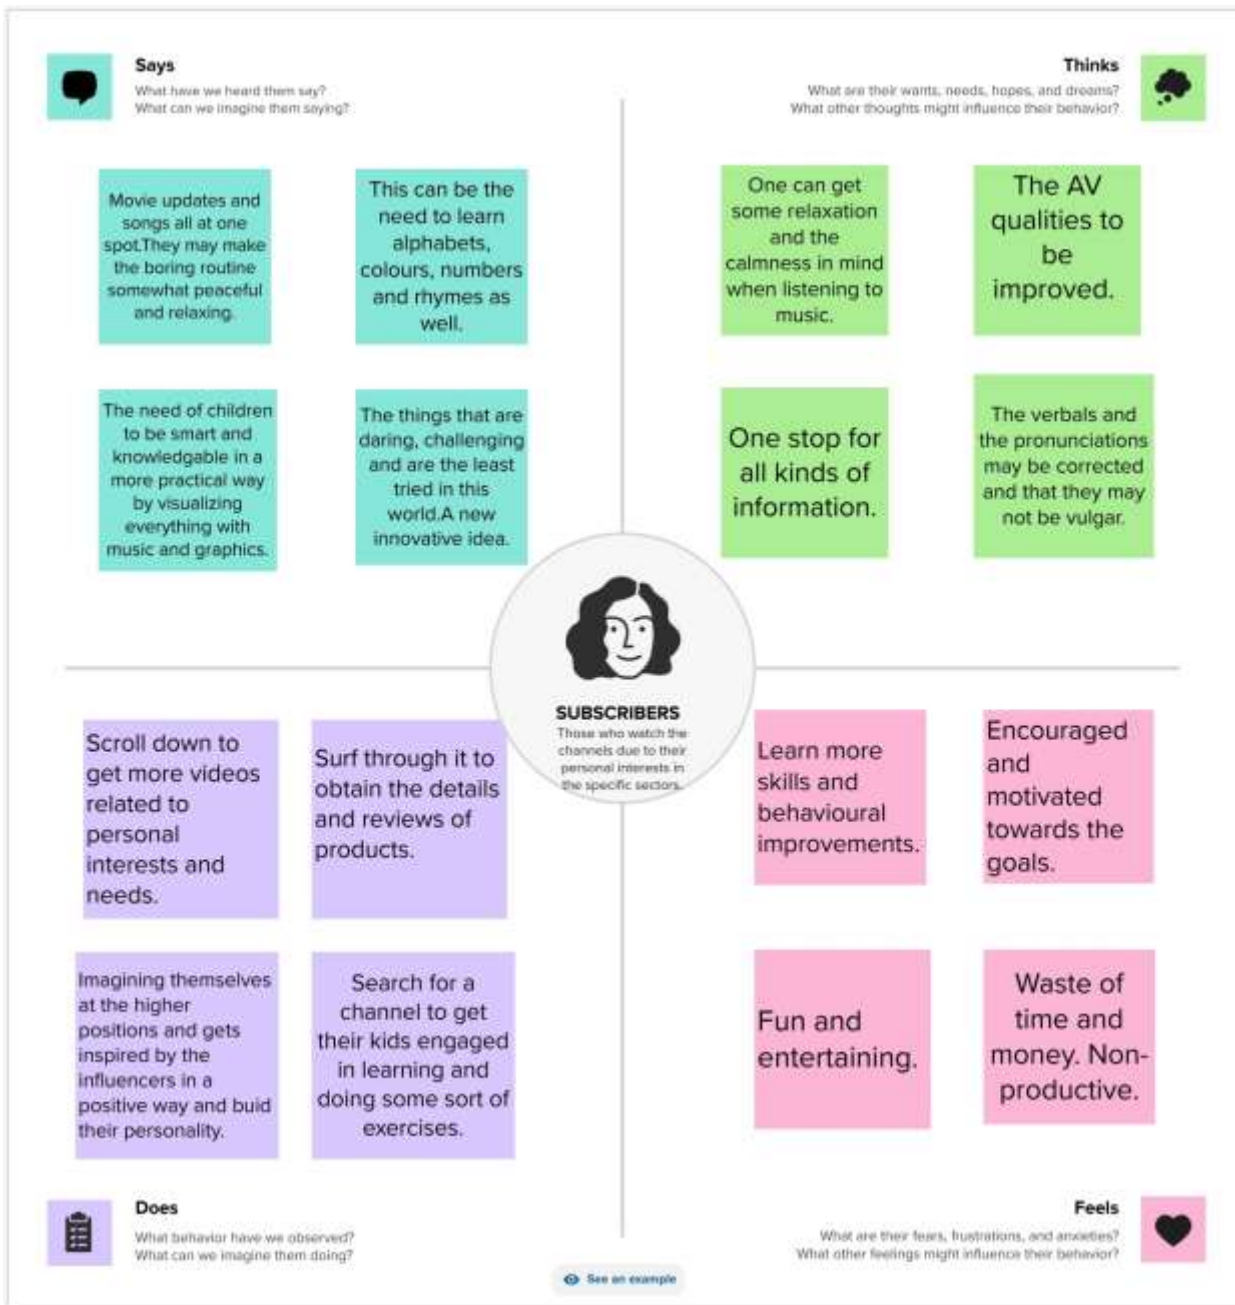 Says
What have we heard them say?
What can we imagine them saying?
Movie updates and
songs all at one
spot.They may make
the boring routine
somewhat peaceful
and relaxing.
This can be the
need to learn
alphabets,
colours, numbers
and rhymes as
well.
The need of children
to be smart and
knowledgable in a
more practical way
by visualizing
everything with
music and graphics.
The things that are
daring, challenging
and are the least
tried in this
world.A new
innovative idea.
Thinks
What are their wants, needs, hopes, and dreams?
What other thoughts might influence their behavior?
One can get
some relaxation
and the
calmness in mind
when listening to
music.
The AV
qualities to
be
improved.
One stop for
all kinds of
information.
The verbals and
the pronunciations
may be corrected
and that they may
not be vulgar.
SUBSCRIBERS
Those who watch the
channels due to their
personal interests in
the specific sectors.
Scroll down to
get more videos
related to
personal
interests and
needs.
Surf through it to
obtain the details
and reviews of
products.
Imagining themselves
at the higher
positions and gets
inspired by the
influencers in a
positive way and buid
their personality.
Search for a
channel to get
their kids engaged
in learning and
doing some sort of
exercises.
Does
What behavior have we observed?
What can we imagine them doing?
Learn more
skills and
behavioural
improvements.
Encouraged
and
motivated
towards the
goals.
Fun and
entertaining.
Waste of
time and
money. Non-
productive.
Feels
What are their fears, frustrations, and anxieties?
What other feelings might influence their behavior?
See an example